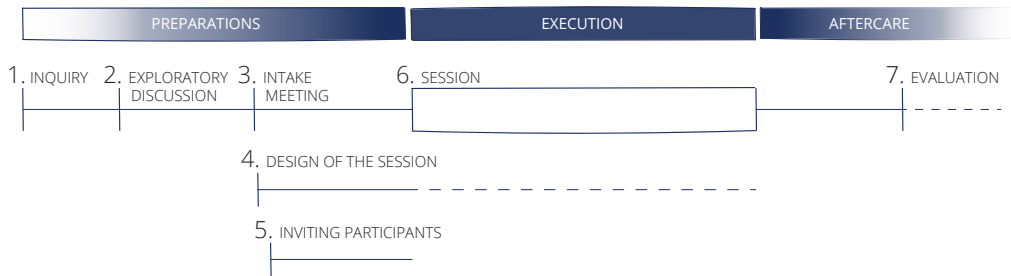 PREPARATIONS
EXECUTION
AFTERCARE
1. INQUIRY
2. EXPLORATORY
DISCUSSION
3. INTAKE
MEETING
6. SESSION
7. EVALUATION
4. DESIGN OF THE SESSION
5. INVITING PARTICIPANTS